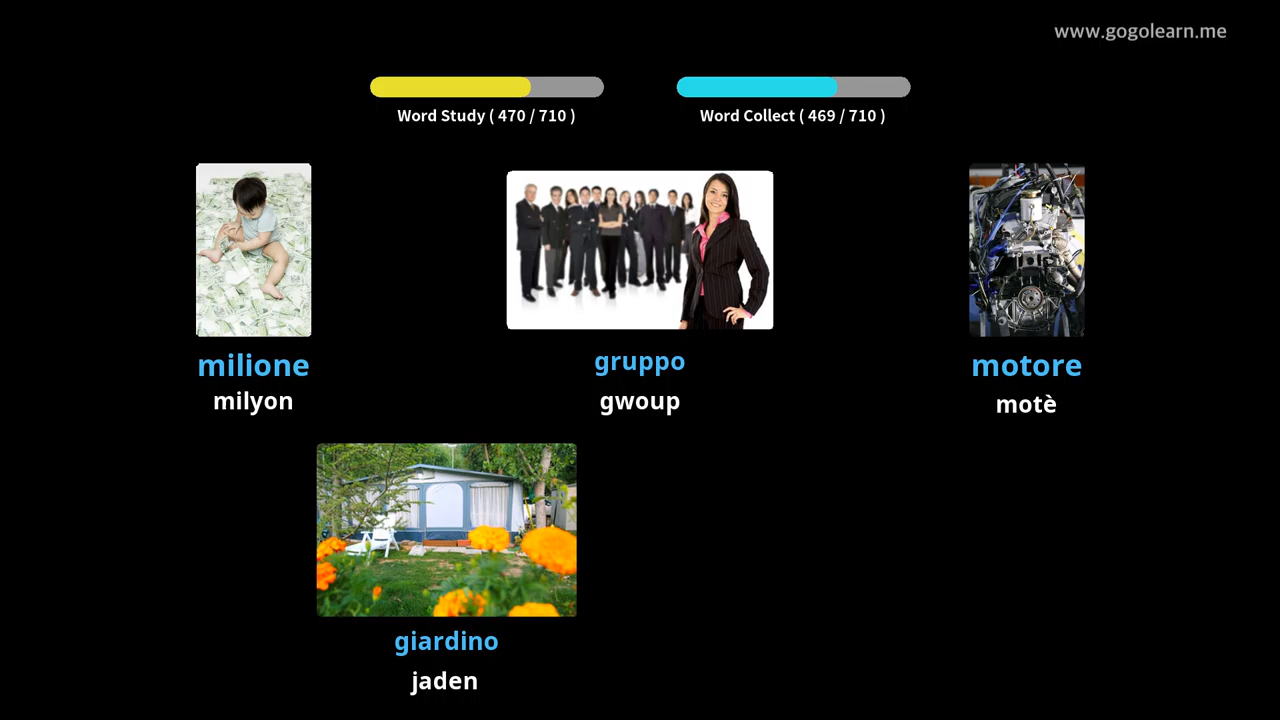 www.gogolearn.me
Word Study ( 470 / 710 )
Word Collect ( 469 / 710 )
milione
milyon
gruppo
gwoup
motore
motè
giardino
jaden